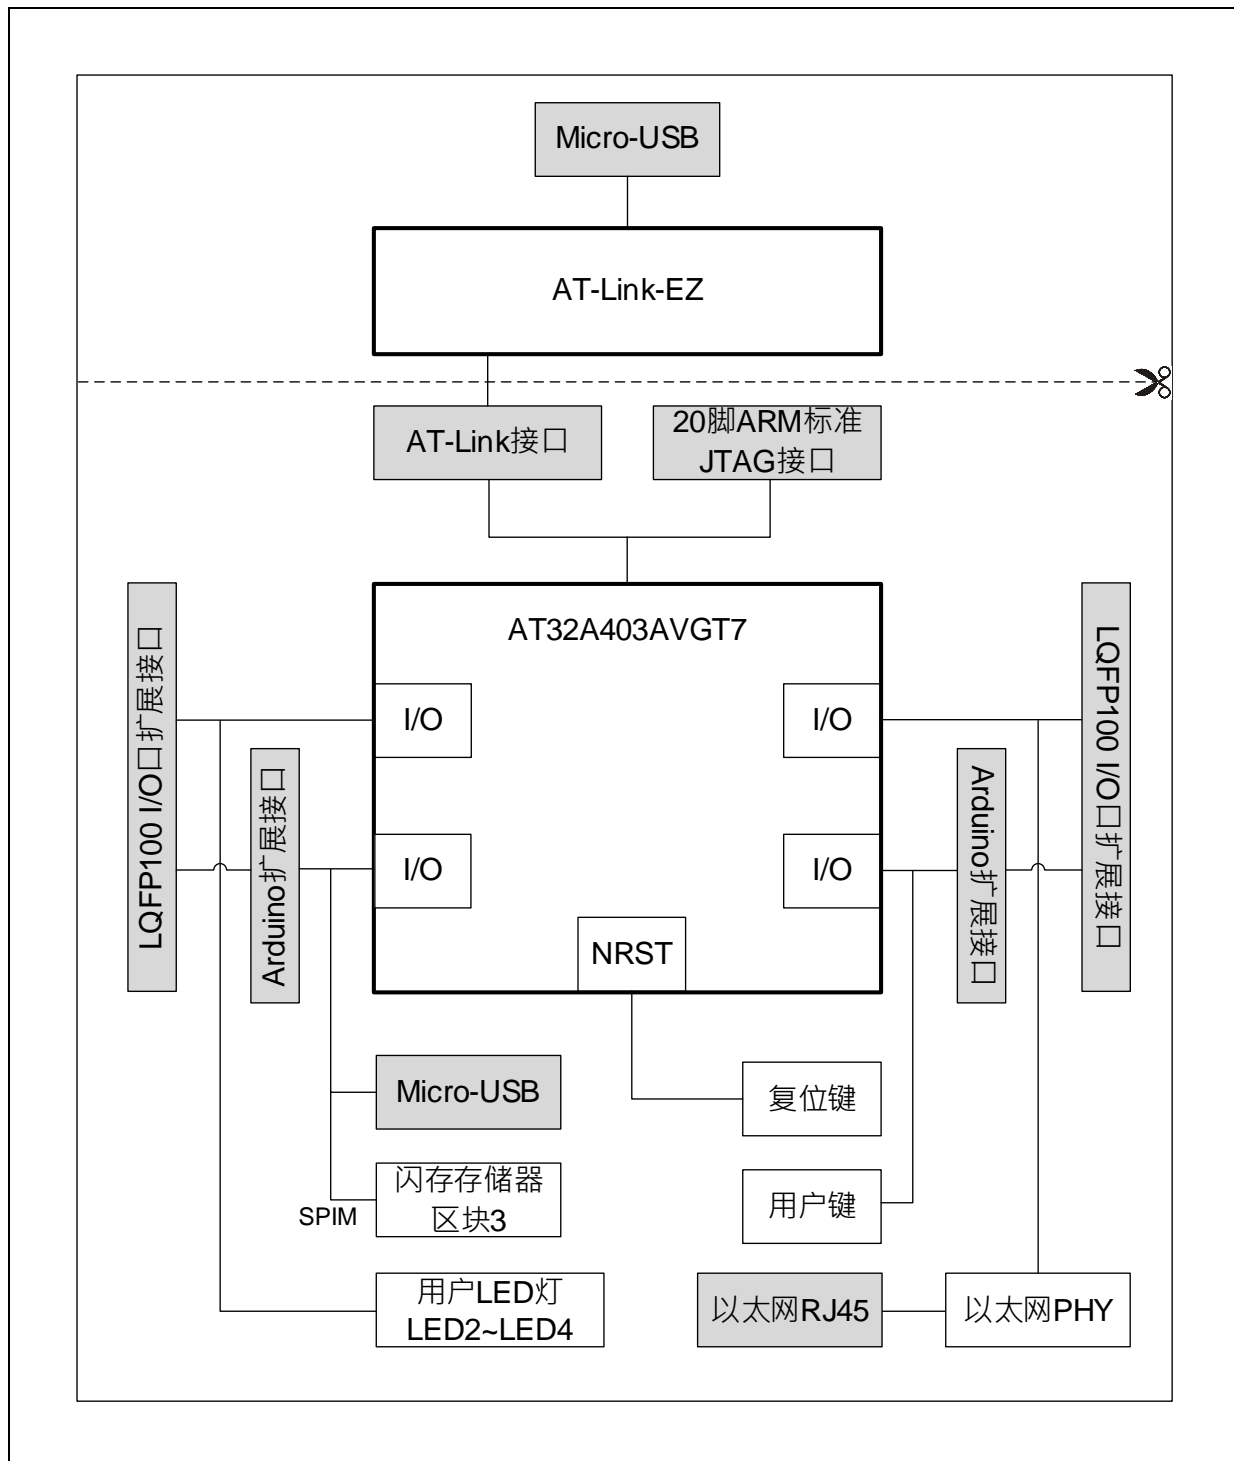 Micro-USB
AT-Link-EZ
AT-Link接口
20脚ARM标准
JTAG接口
AT32A403AVGT7
LQFP100 I/O口扩展接口
Arduino扩展接口
I/O
I/O
I/O
I/O
NRST
Arduino扩展接口
LQFP100 I/O口扩展接口
Micro-USB
复位键
闪存存储器
区块3
SPIM
用户键
用户LED灯
LED2~LED4
以太网RJ45
以太网PHY